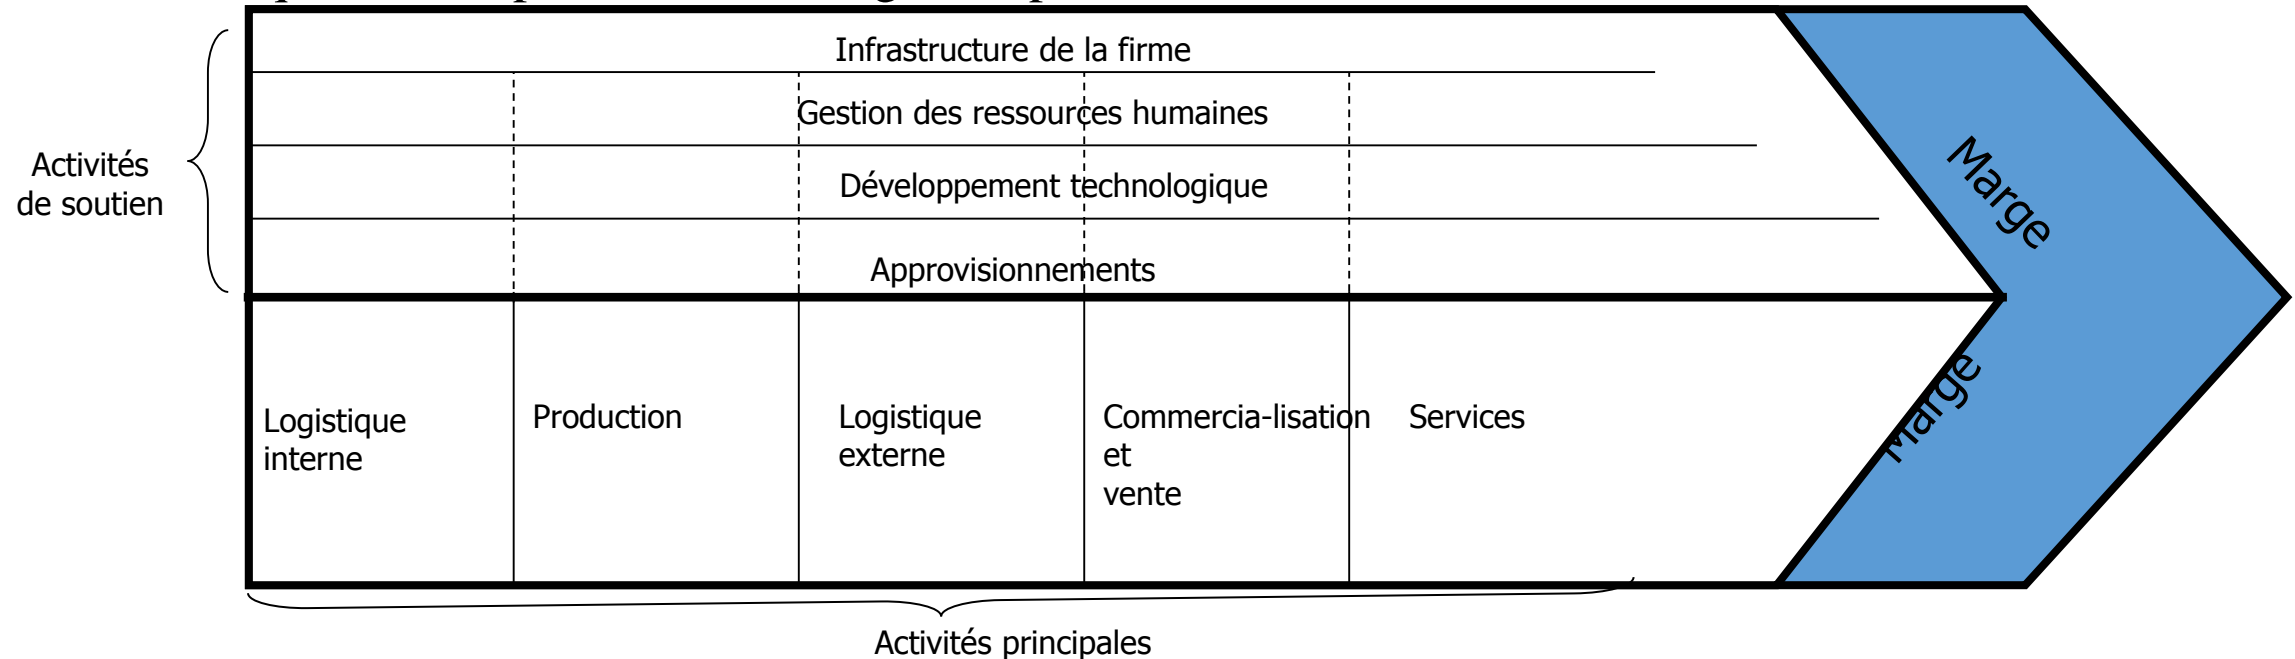 Infrastructure de la firme
Gestion des ressources humaines
Activités
de soutien
Développement technologique
Approvisionnements
Marge
Logistique
interne
Production
Logistique
externe
Commercia-lisation
et
vente
Services
Marge
Activités principales